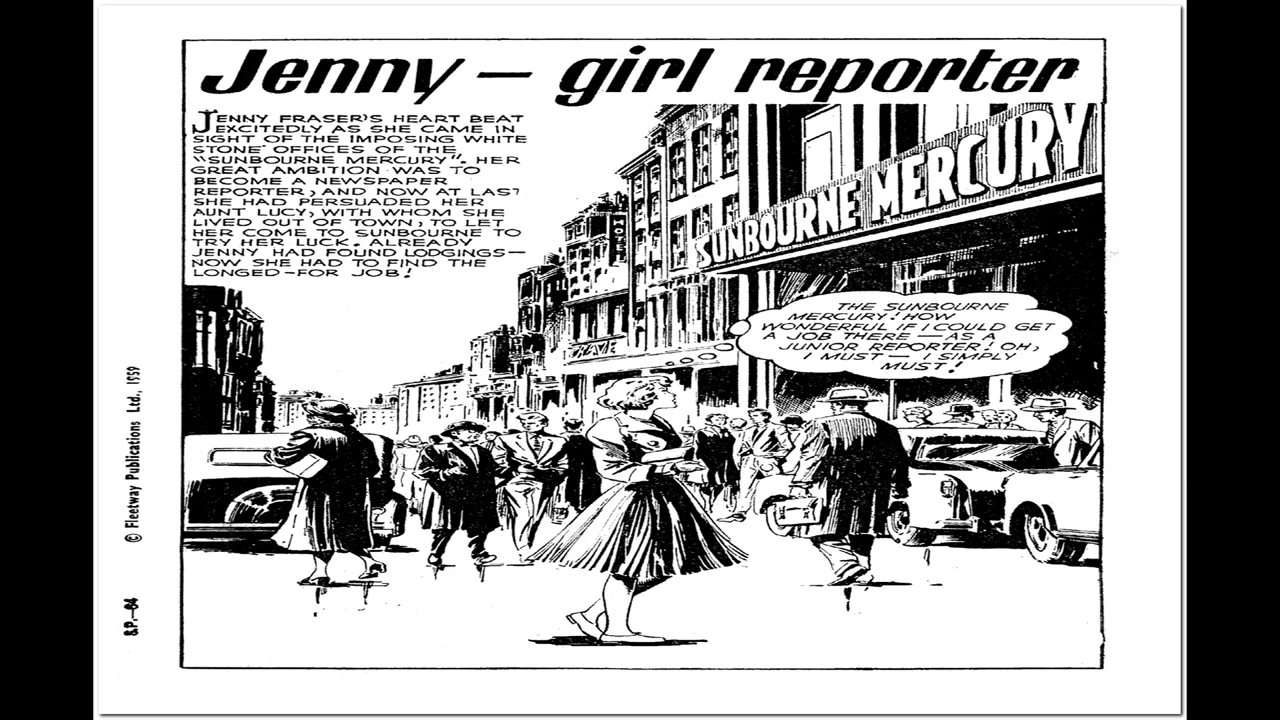 Jenny – girl reporter
JENNY FRASER'S HEART BEAT
EXCITEDLY AS SHE CAME IN
SIGHT OF THE IMPOSING WHITE
STONE OFFICES OF THE
"SUNBOURNE MERCURY". HER
GREAT AMBITION WAS TO
BECOME A NEWSPAPER
REPORTER, AND NOW AT LAST
SHE HAD PERSUADED HER
AUNT LUCY, WITH WHOM SHE
LIVED OUT OF TOWN, TO LET
HER COME TO SUNBOURNE TO
TRY HER LUCK. ALREADY
JENNY HAD FOUND LODGINGS—
NOW SHE HAD TO FIND THE
LONGED-FOR JOB!
SUNBOURNE MERCURY
HOTEL
THE SUNBOURNE
MERCURY! HOW
WONDERFUL IF I COULD GET
A JOB THERE — AS A
JUNIOR REPORTER! OH,
I MUST — I SIMPLY
MUST!
© Fleetway Publications Ltd., 1959
S.P.—64